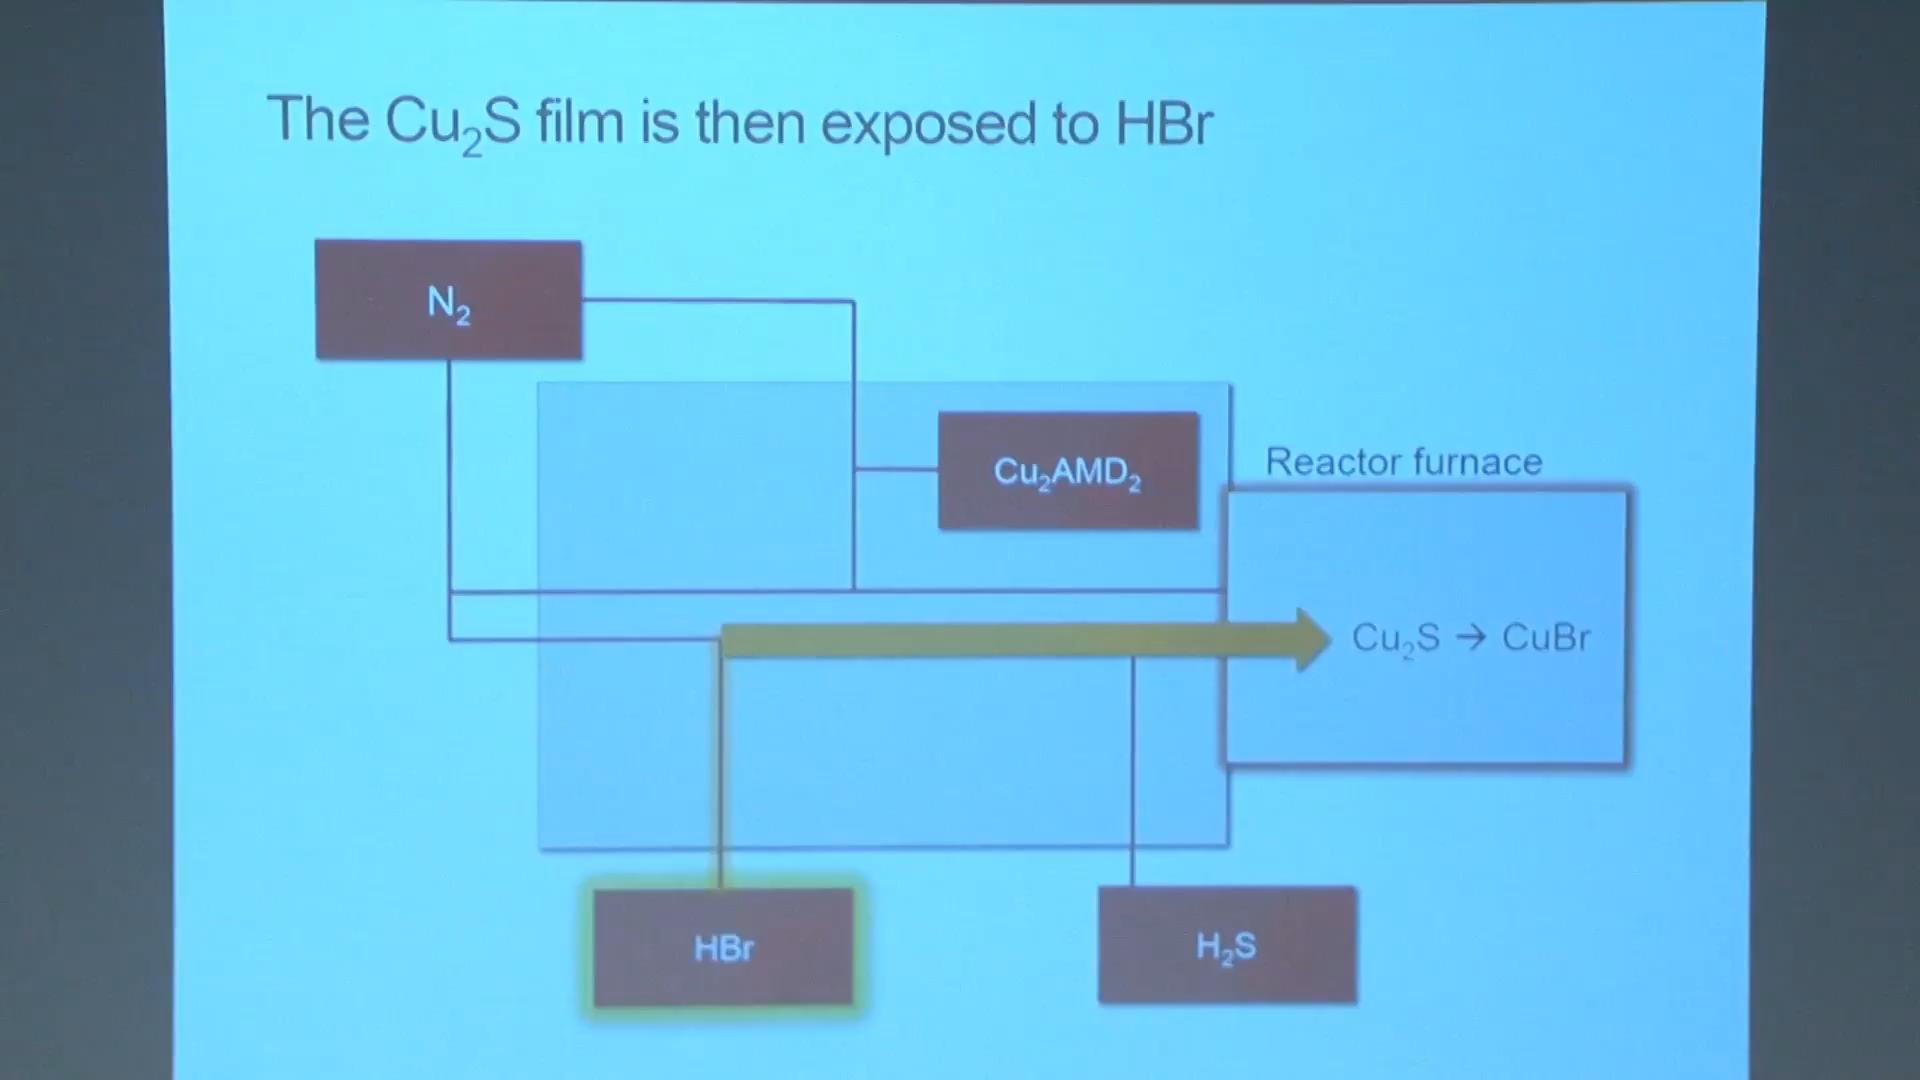 The Cu₂S film is then exposed to HBr
N₂
Cu₂AMD₂
Reactor furnace
Cu₂S → CuBr
HBr
H₂S